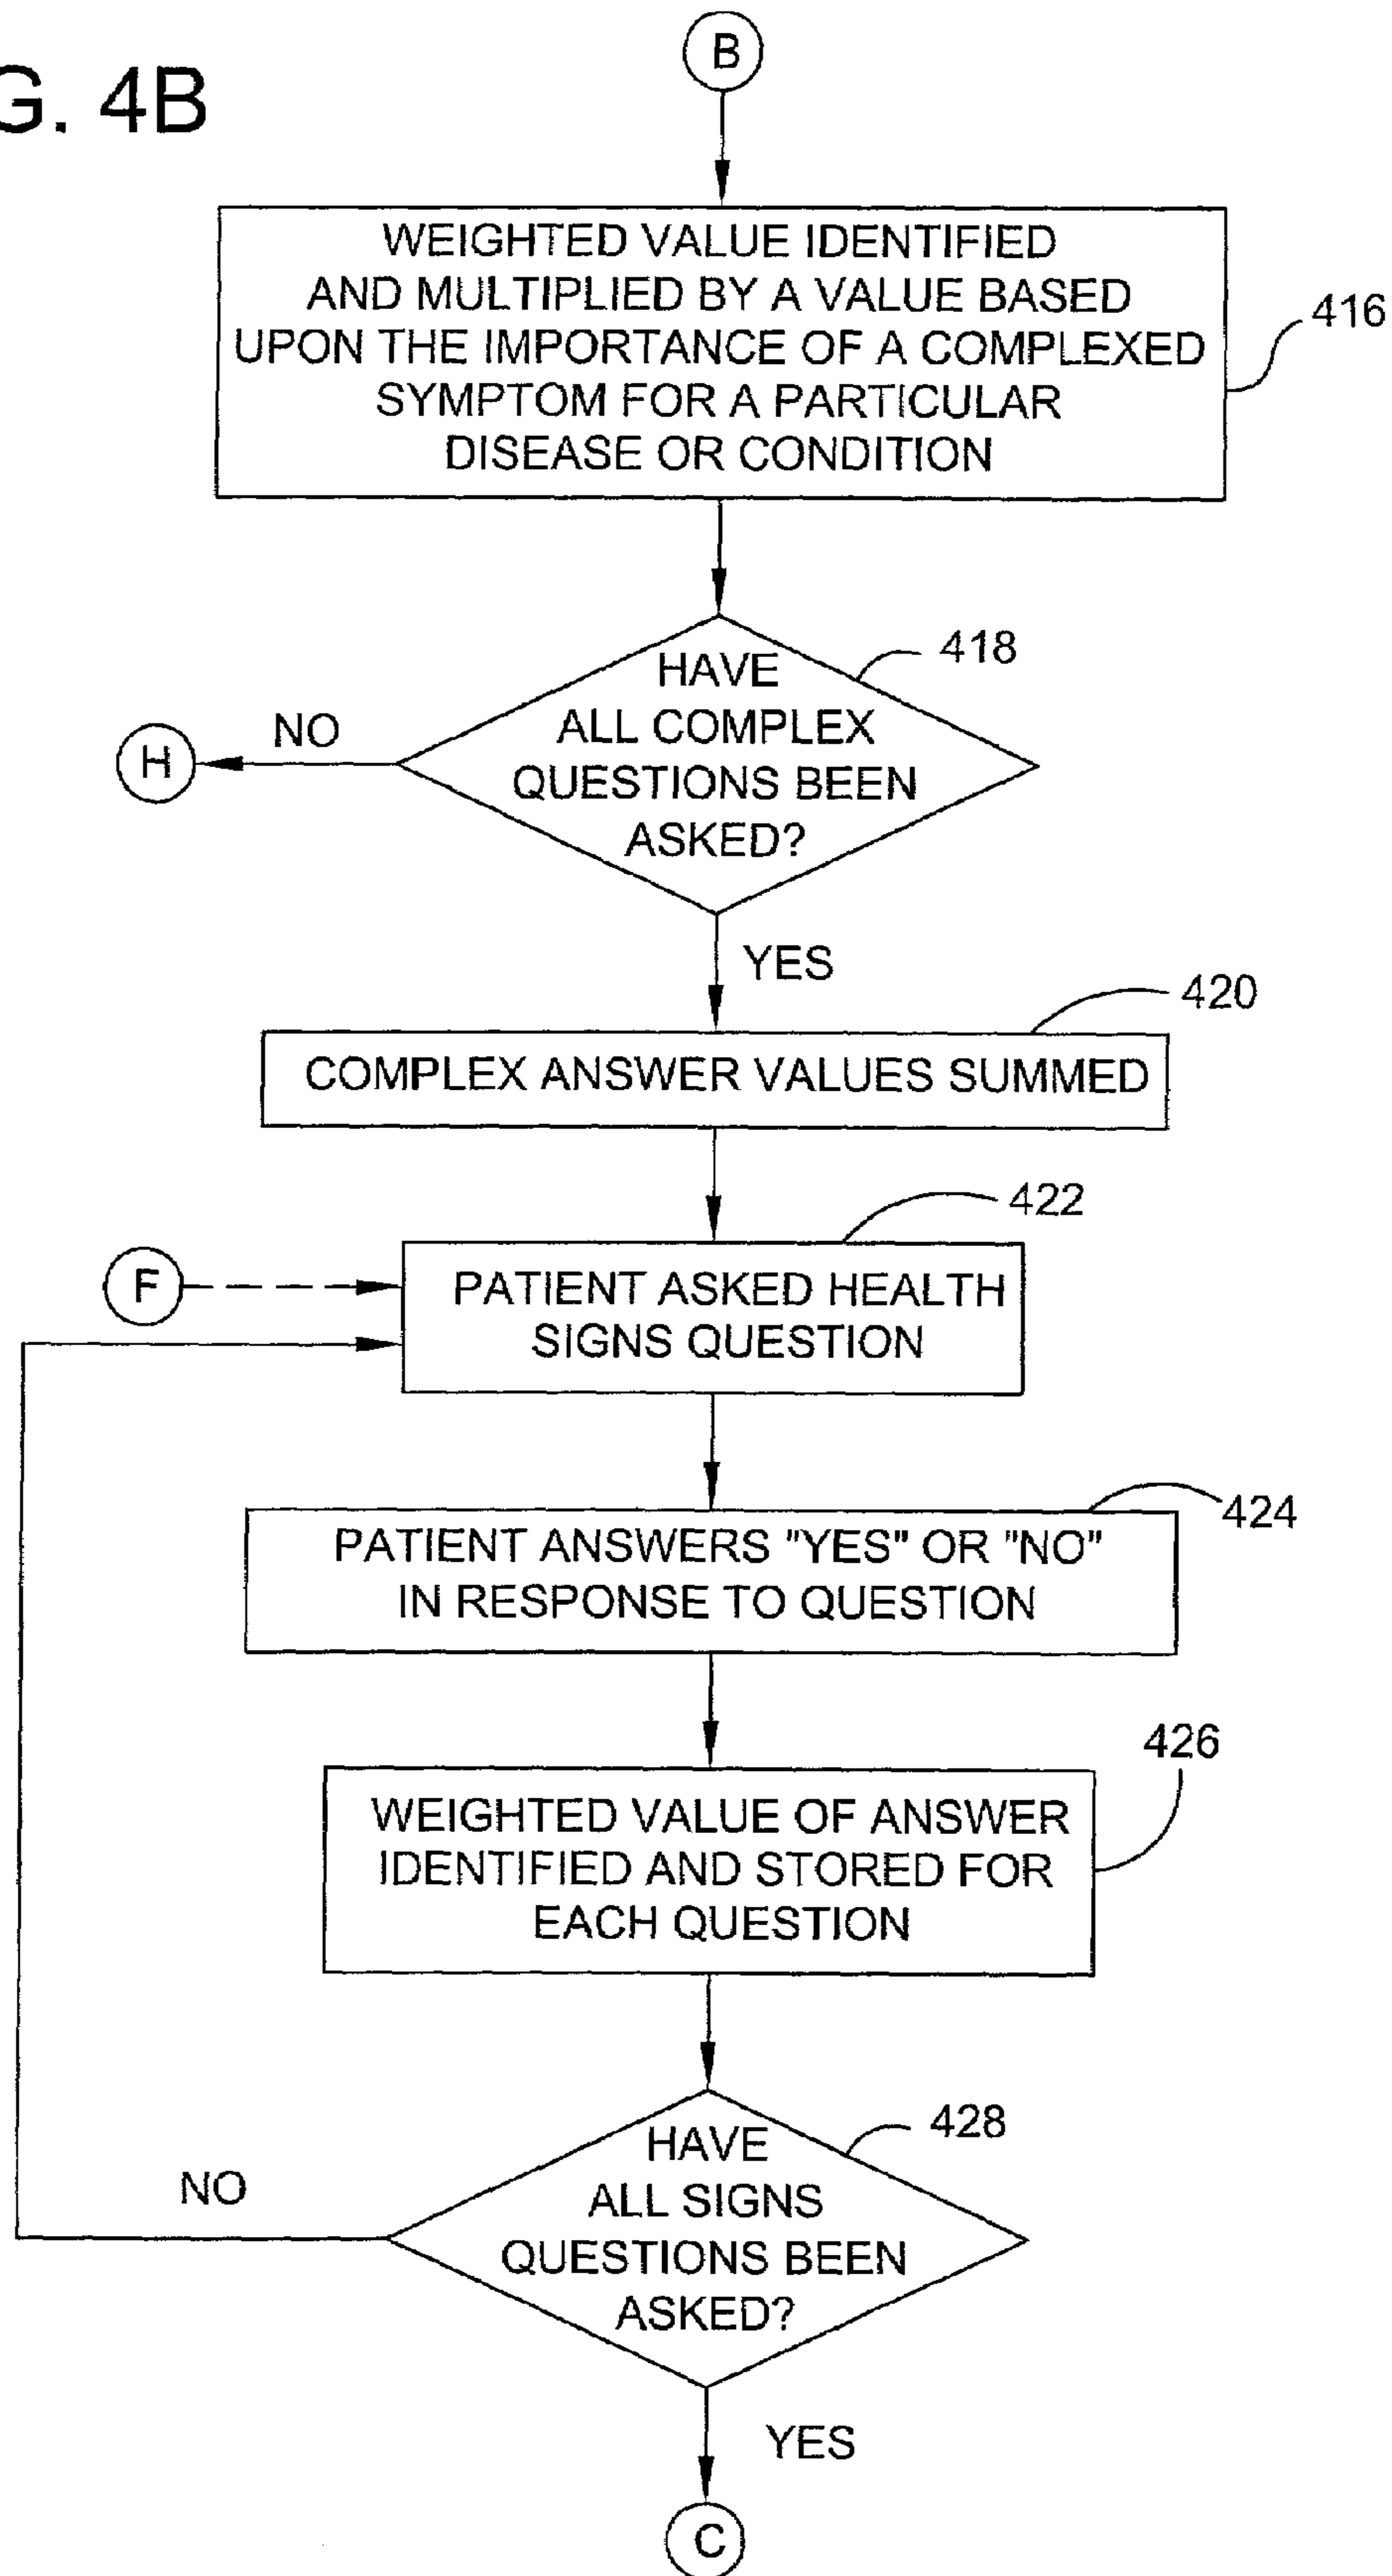 G. 4B
B
WEIGHTED VALUE IDENTIFIED
AND MULTIPLIED BY A VALUE BASED
UPON THE IMPORTANCE OF A COMPLEXED
SYMPTOM FOR A PARTICULAR
DISEASE OR CONDITION
416
HAVE
ALL COMPLEX
QUESTIONS BEEN
ASKED?
418
NO
H
YES
420
COMPLEX ANSWER VALUES SUMMED
422
F
PATIENT ASKED HEALTH
SIGNS QUESTION
424
PATIENT ANSWERS "YES" OR "NO"
IN RESPONSE TO QUESTION
426
WEIGHTED VALUE OF ANSWER
IDENTIFIED AND STORED FOR
EACH QUESTION
428
HAVE
ALL SIGNS
QUESTIONS BEEN
ASKED?
NO
YES
C